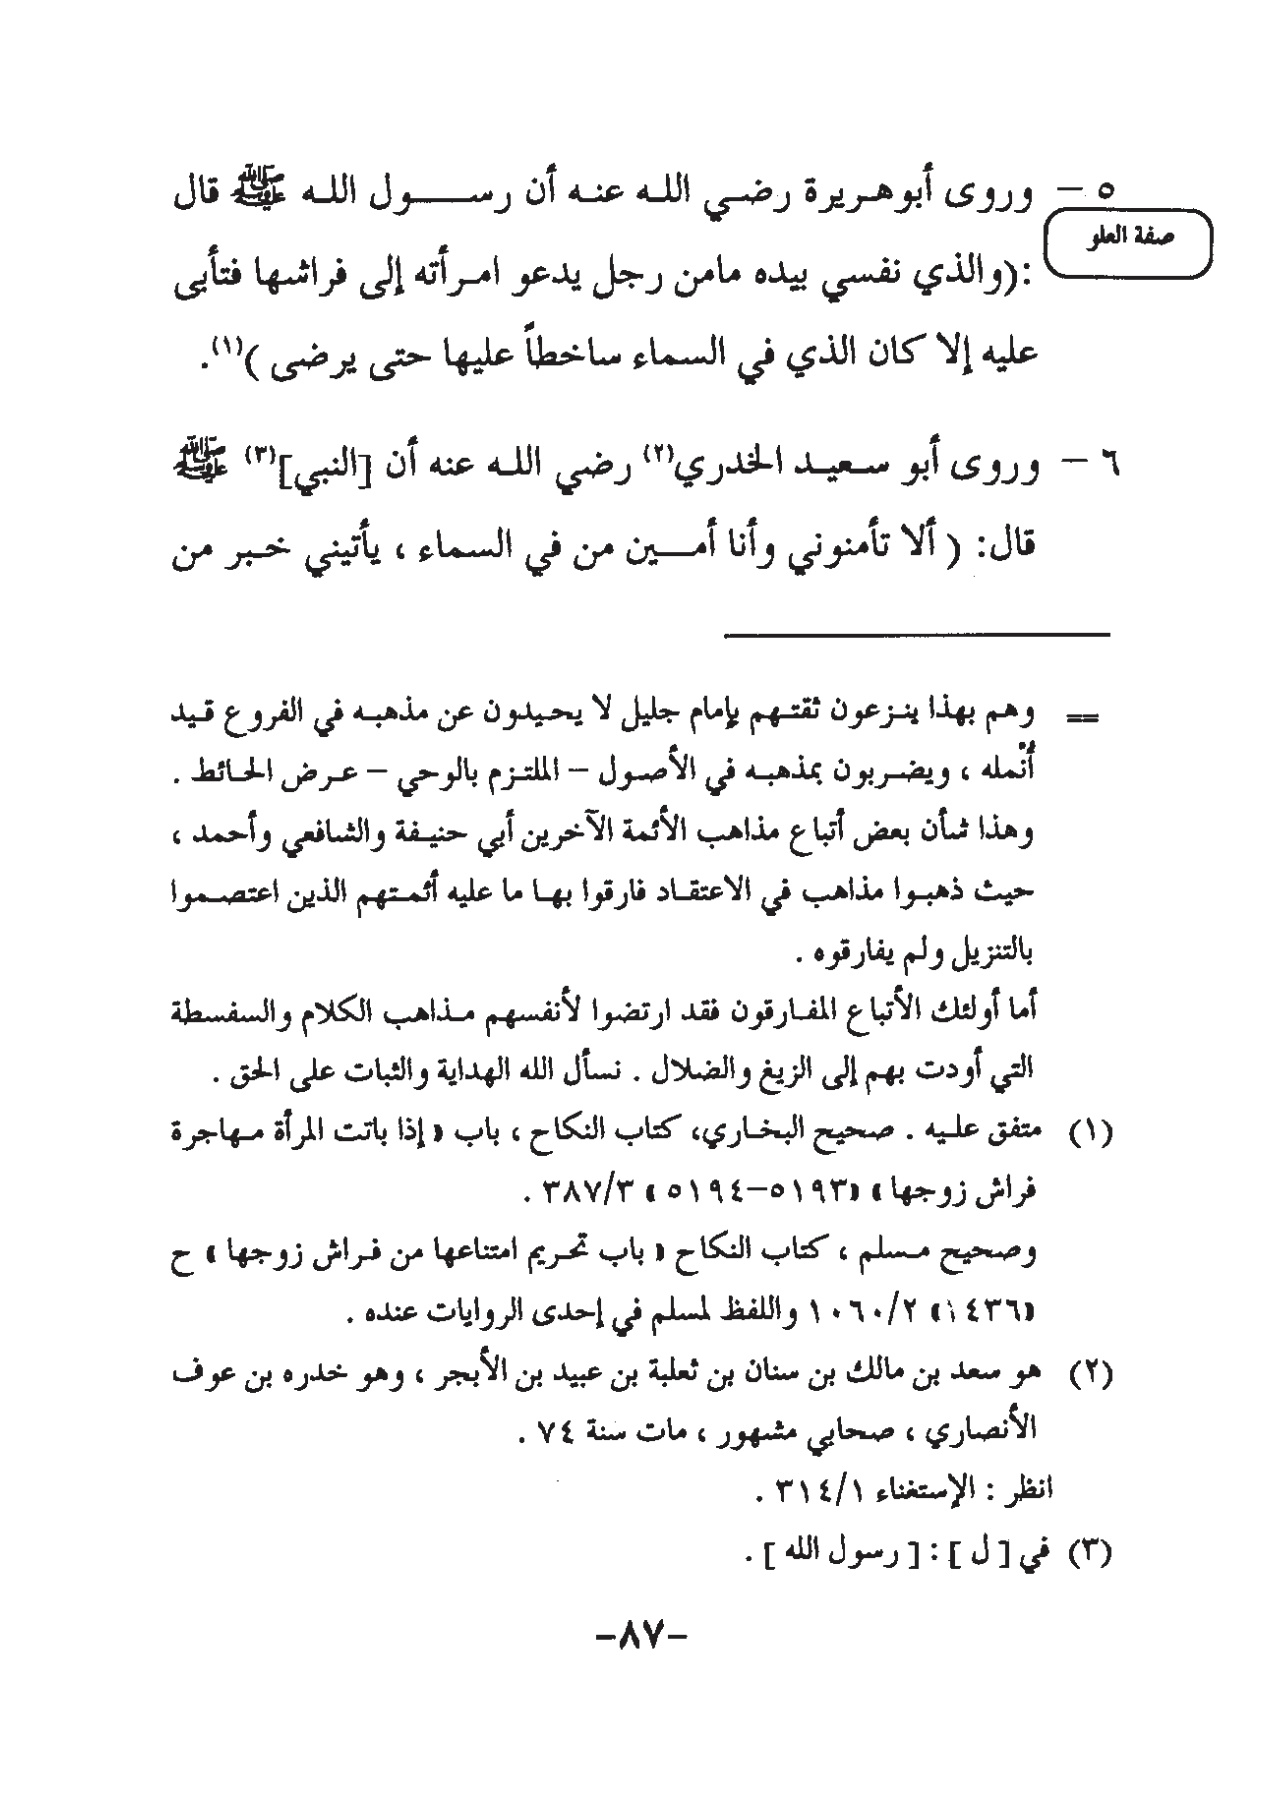 ٥ - وروى أبوهريرة رضي الله عنه أن رسول الله ﷺ قال
صفة العلو
:(والذي نفسي بيده مامن رجل يدعو امرأته إلى فراشها فتأبى
عليه إلا كان الذي في السماء ساخطاً عليها حتى يرضى )(١).
٦ - وروى أبو سعيد الخدري(٢) رضي الله عنه أن [النبي](٣) ﷺ
قال: ( ألا تأمنوني وأنا أمين من في السماء ، يأتيني خبر من
== وهم بهذا ينزعون ثقتهم بإمام جليل لا يحيدون عن مذهبه في الفروع قيد
أنْمله ، ويضربون بمذهبه في الأصول - الملتزم بالوحي - عرض الحائط .
وهذا شأن بعض أتباع مذاهب الأئمة الآخرين أبي حنيفة والشافعي وأحمد ،
حيث ذهبوا مذاهب في الاعتقاد فارقوا بها ما عليه أئمتهم الذين اعتصموا
بالتنزيل ولم يفارقوه .
أما أولئك الأتباع المفارقون فقد ارتضوا لأنفسهم مذاهب الكلام والسفسطة
التي أودت بهم إلى الزيغ والضلال . نسأل الله الهداية والثبات على الحق .
(١) متفق عليه . صحيح البخاري، كتاب النكاح ، باب « إذا باتت المرأة مهاجرة
فراش زوجها » «٥١٩٣-٥١٩٤ » ٣٨٧/٣ .
وصحيح مسلم ، كتاب النكاح « باب تحريم امتناعها من فراش زوجها » ح
«١٤٣٦» ١٠٦٠/٢ واللفظ لمسلم في إحدى الروايات عنده .
(٢) هو سعد بن مالك بن سنان بن ثعلبة بن عبيد بن الأبجر ، وهو خدره بن عوف
الأنصاري ، صحابي مشهور ، مات سنة ٧٤ .
انظر : الإستغناء ٣١٤/١ .
(٣) في [ ل ] : [ رسول الله ] .
-٨٧-